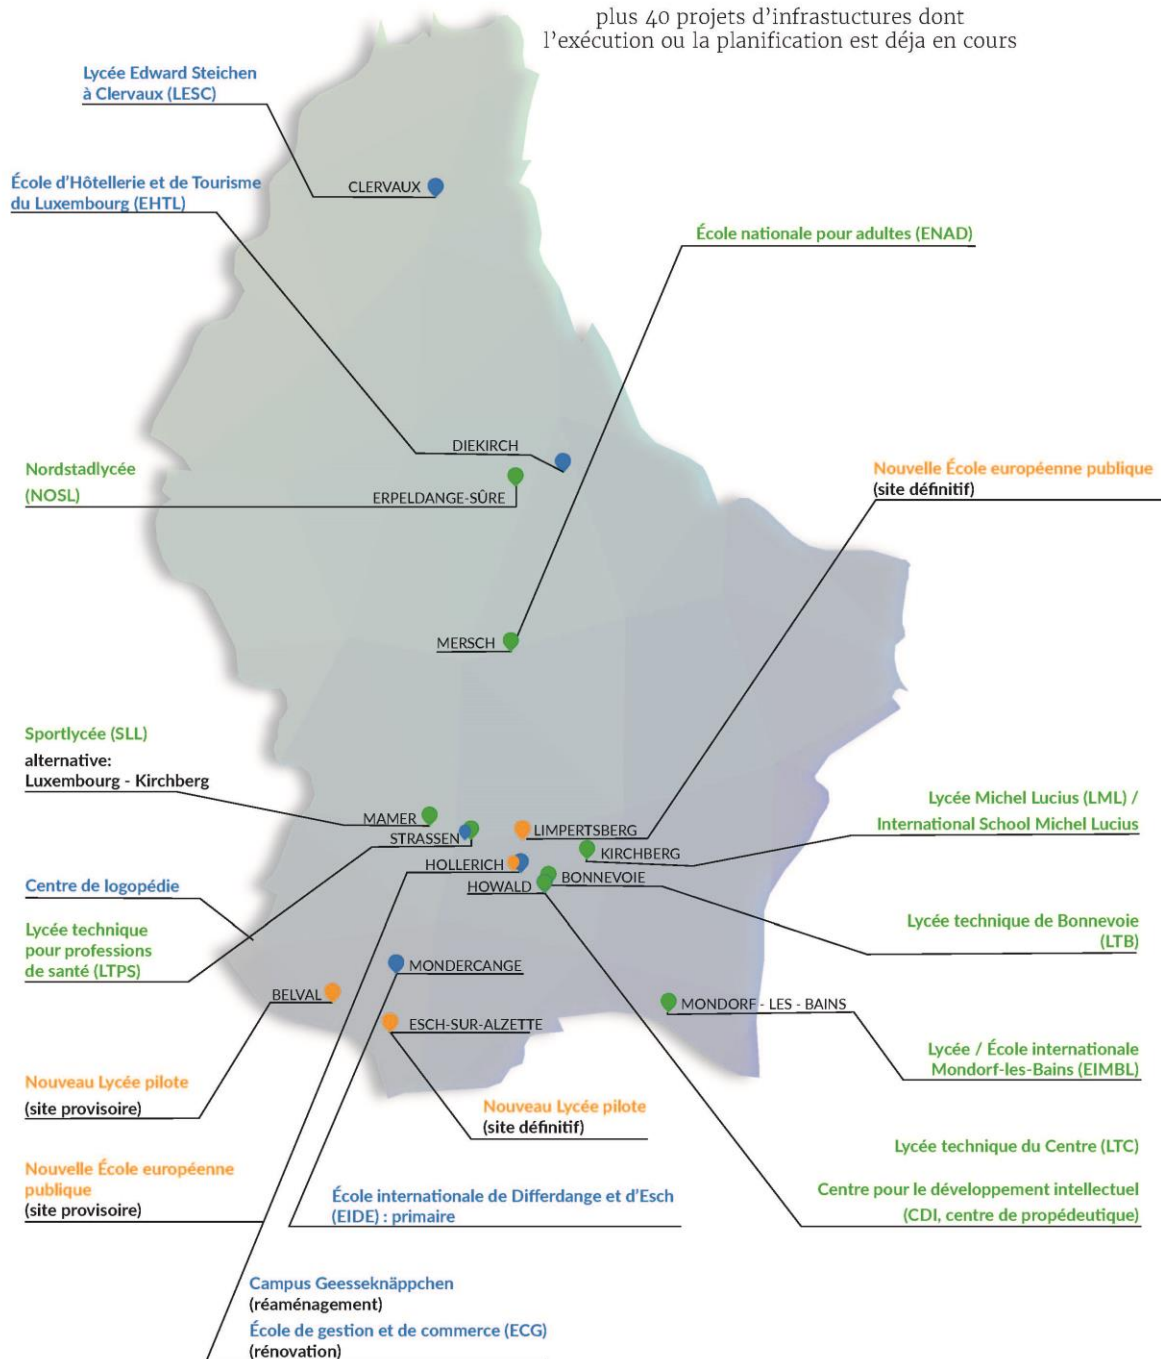 plus 40 projets d’infrastuctures dont
l’exécution ou la planification est déja en cours
Lycée Edward Steichen
à Clervaux (LESC)
CLERVAUX
École d’Hôtellerie et de Tourisme
du Luxembourg (EHTL)
École nationale pour adultes (ENAD)
DIEKIRCH
Nordstadlycée
(NOSL)
ERPELDANGE-SÛRE
Nouvelle École européenne publique
(site définitif)
MERSCH
Sportlycée (SLL)
alternative:
Luxembourg - Kirchberg
MAMER
STRASSEN
LIMPERTSBERG
Lycée Michel Lucius (LML) /
International School Michel Lucius
KIRCHBERG
HOLLERICH
BONNEVOIE
HOWALD
Centre de logopédie
Lycée technique
pour professions
de santé (LTPS)
Lycée technique de Bonnevoie
(LTB)
MONDERCANGE
BELVAL
MONDORF - LES - BAINS
ESCH-SUR-ALZETTE
Lycée / École internationale
Mondorf-les-Bains (EIMBL)
Nouveau Lycée pilote
(site provisoire)
Nouveau Lycée pilote
(site définitif)
Lycée technique du Centre (LTC)
Nouvelle École européenne
publique
(site provisoire)
École internationale de Differdange et d’Esch
(EIDE) : primaire
Centre pour le développement intellectuel
(CDI, centre de propédeutique)
Campus Geesseknäppchen
(réaménagement)
École de gestion et de commerce (ECG)
(rénovation)